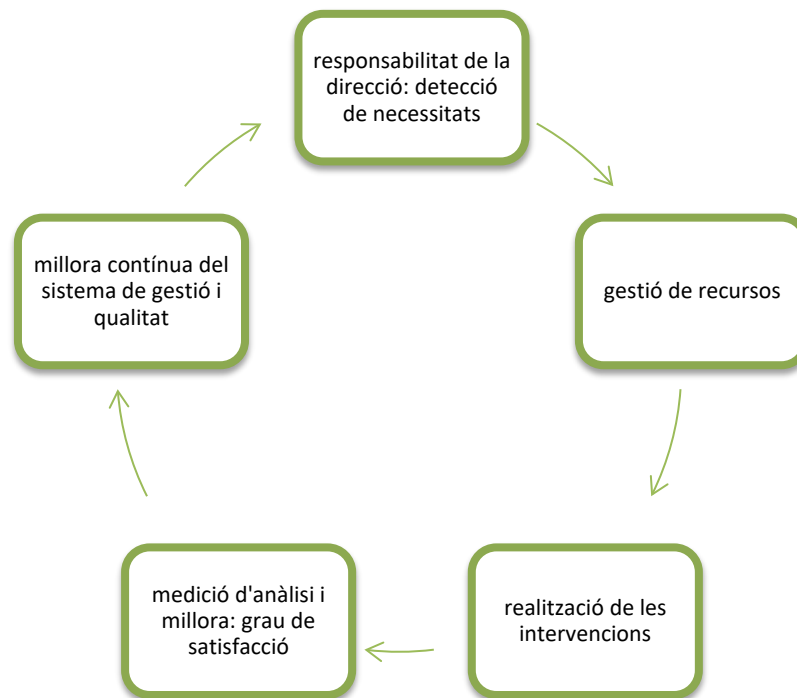 responsabilitat de la
direcció: detecció
de necessitats
gestió de recursos
realització de les
intervencions
medició d'anàlisi i
millora: grau de
satisfacció
millora contínua del
sistema de gestió i
qualitat